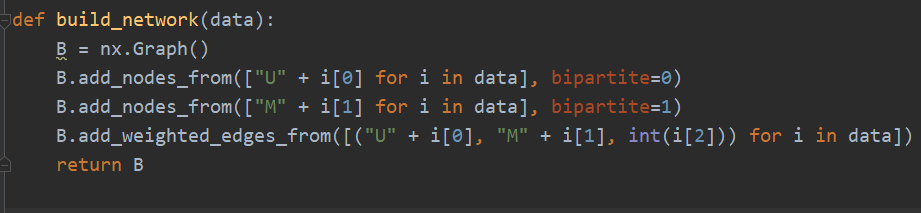 def build_network(data):
    B = nx.Graph()
    B.add_nodes_from(["U" + i[0] for i in data], bipartite=0)
    B.add_nodes_from(["M" + i[1] for i in data], bipartite=1)
    B.add_weighted_edges_from([("U" + i[0], "M" + i[1], int(i[2])) for i in data])
    return B